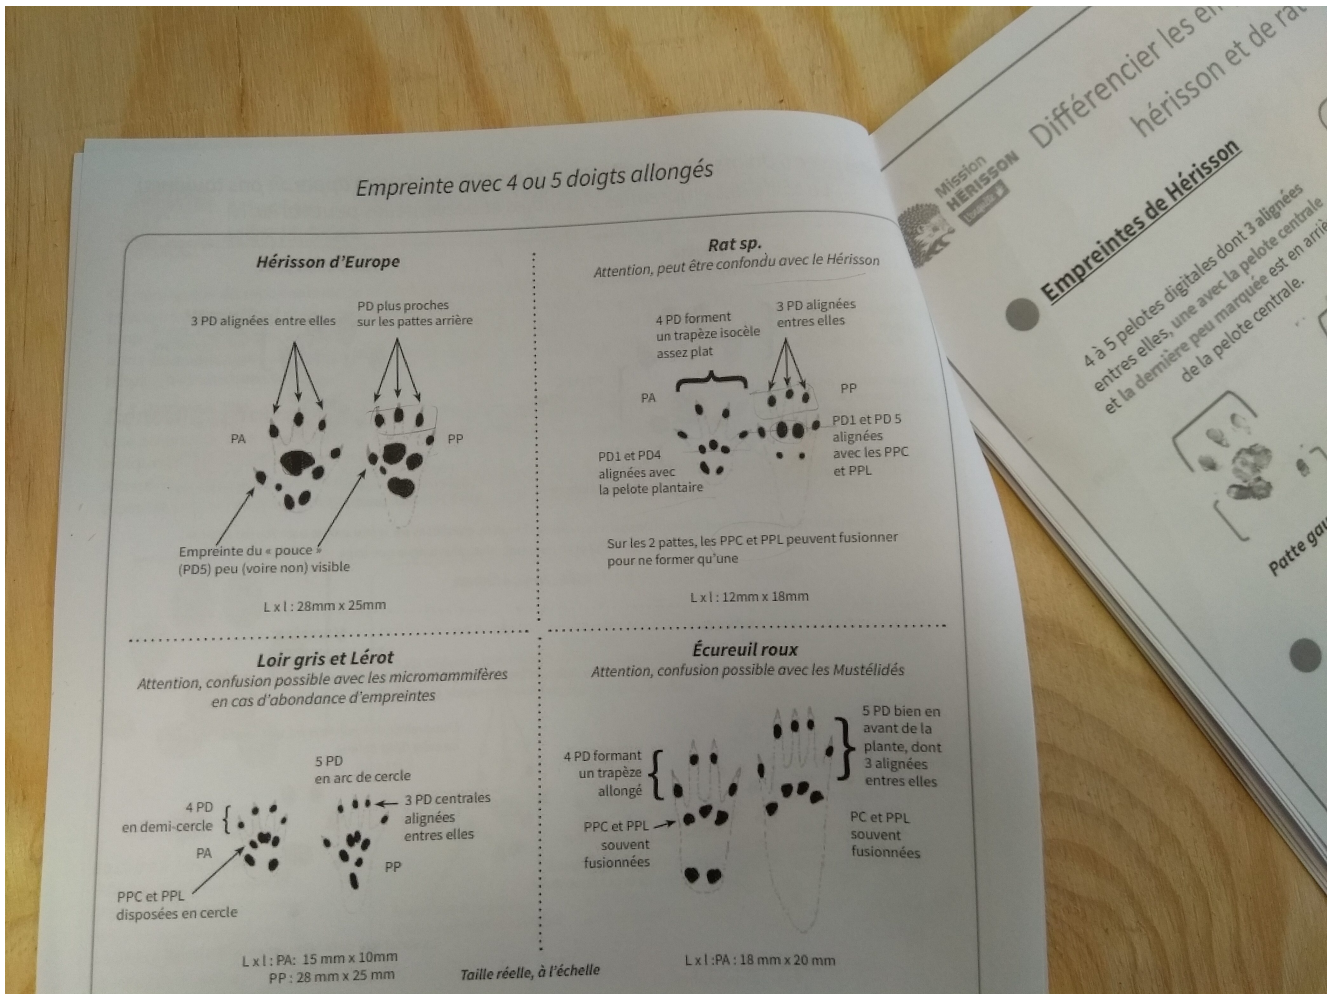 Empreinte avec 4 ou 5 doigts allongés
Hérisson d'Europe
3 PD alignées entre elles
PD plus proches
sur les pattes arrière
PA
PP
Empreinte du « pouce »
(PD5) peu (voire non) visible
L x l : 28mm x 25mm
Rat sp.
Attention, peut être confondu avec le Hérisson
4 PD forment
un trapèze isocèle
assez plat
3 PD alignées
entres elles
PA
PP
PD1 et PD4
alignées avec
la pelote plantaire
PD1 et PD 5
alignées
avec les PPC
et PPL
Sur les 2 pattes, les PPC et PPL peuvent fusionner
pour ne former qu'une
L x l : 12mm x 18mm
Loir gris et Lérot
Attention, confusion possible avec les micromammifères
en cas d'abondance d'empreintes
5 PD
en arc de cercle
4 PD
en demi-cercle
3 PD centrales
alignées
entres elles
PA
PP
PPC et PPL
disposées en cercle
L x l : PA: 15 mm x 10mm
PP : 28 mm x 25 mm
Écureuil roux
Attention, confusion possible avec les Mustélidés
4 PD formant
un trapèze
allongé
5 PD bien en
avant de la
plante, dont
3 alignées
entres elles
PPC et PPL
souvent
fusionnées
PC et PPL
souvent
fusionnées
L x l :PA : 18 mm x 20 mm
Taille réelle, à l'échelle
Mission
HÉRISSON
Différencier les
hérisson et de
Empreintes de Hérisson
4 à 5 pelotes digitales dont 3 alignées
entres elles, une avec la pelote centrale
et la dernière peu marquée est en
de la pelote centrale.
Patte